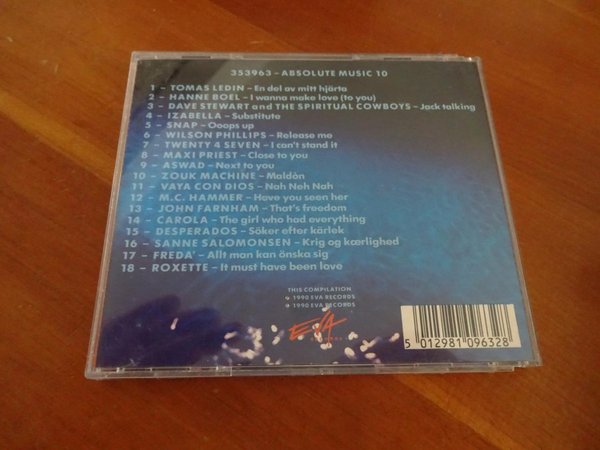 353963 – ABSOLUTE MUSIC 10
1 – TOMAS LEDIN – En del av mitt hjärta
2 – HANNE BOEL – I wanna make love (to you)
3 – DAVE STEWART and THE SPIRITUAL COWBOYS – Jack talking
4 – IZABELLA – Substitute
5 – SNAP – Ooops up
6 – WILSON PHILLIPS – Release me
7 – TWENTY 4 SEVEN – I can't stand it
8 – MAXI PRIEST – Close to you
9 – ASWAD – Next to you
10 – ZOUK MACHINE – Maldòn
11 – VAYA CON DIOS – Nah Neh Nah
12 – M.C. HAMMER – Have you seen her
13 – JOHN FARNHAM – That's freedom
14 – CAROLA – The girl who had everything
15 – DESPERADOS – Söker efter kärlek
16 – SANNE SALOMONSEN – Krig og kærlighed
17 – FREDA' – Allt man kan önska sig
18 – ROXETTE – It must have been love
THIS COMPILATION
℗ 1990 EVA RECORDS
© 1990 EVA RECORDS
EVA
RECORDS
5 012981 096328